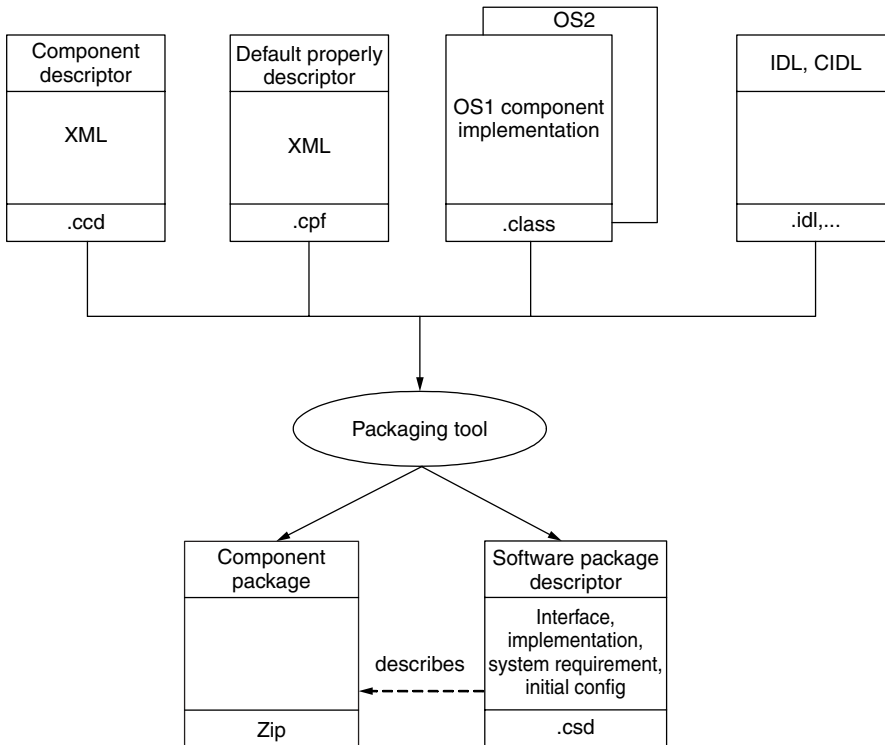 OS2
Component
descriptor
XML
.ccd
Default properly
descriptor
XML
.cpf
OS1 component
implementation
.class
IDL, CIDL
.idl,...
Packaging tool
Component
package
Zip
describes
Software package
descriptor
Interface,
implementation,
system requirement,
initial config
.csd